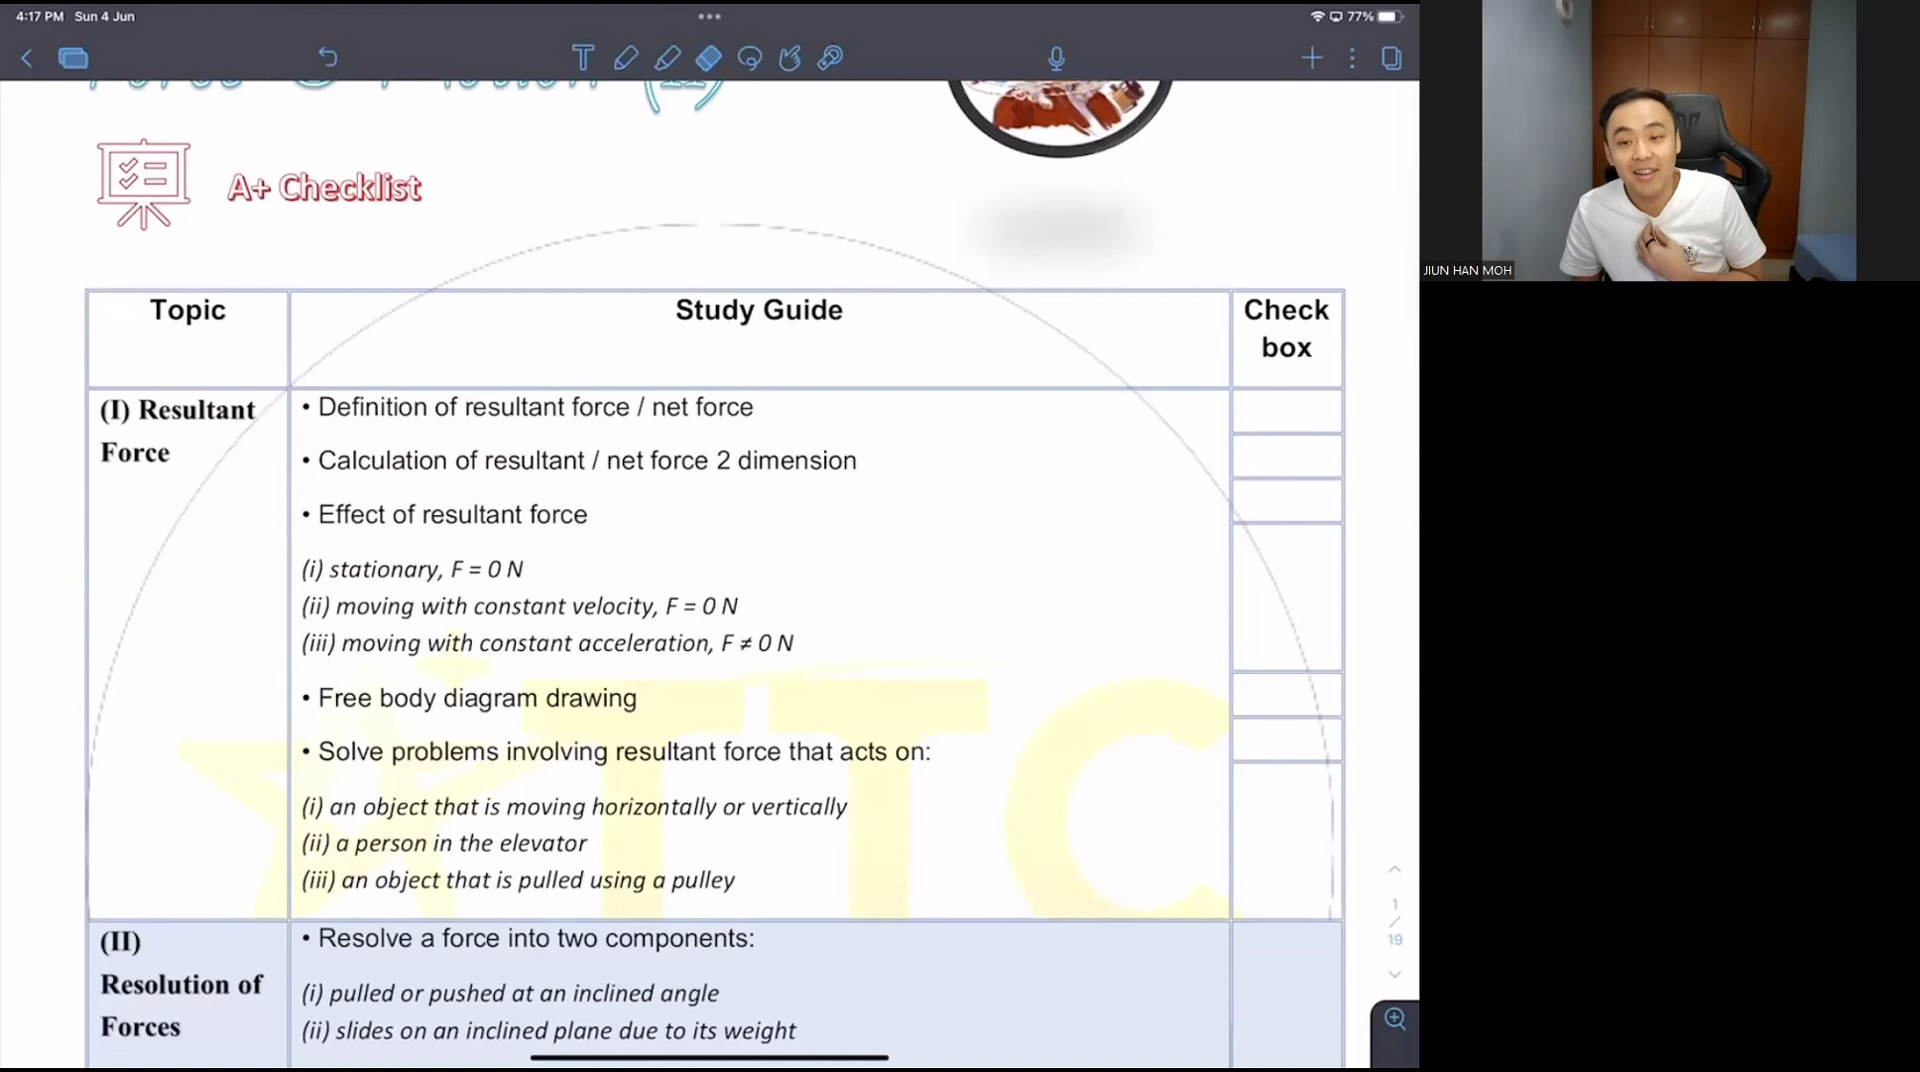 4:17 PM Sun 4 Jun
77%
A+ Checklist
JIUN HAN MOH
Topic
Study Guide
Check
box
(I) Resultant
Force
• Definition of resultant force / net force
• Calculation of resultant / net force 2 dimension
• Effect of resultant force
(i) stationary, F = 0 N
(ii) moving with constant velocity, F = 0 N
(iii) moving with constant acceleration, F ≠ 0 N
• Free body diagram drawing
• Solve problems involving resultant force that acts on:
(i) an object that is moving horizontally or vertically
(ii) a person in the elevator
(iii) an object that is pulled using a pulley
TTC
1
/
19
(II)
Resolution of
Forces
• Resolve a force into two components:
(i) pulled or pushed at an inclined angle
(ii) slides on an inclined plane due to its weight